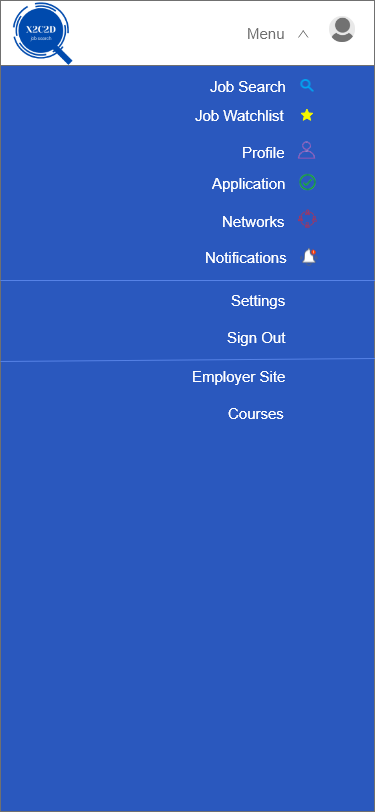 X2C2D
job search
Menu
Job Search
Job Watchlist
Profile
Application
Networks
Notifications
Settings
Sign Out
Employer Site
Courses